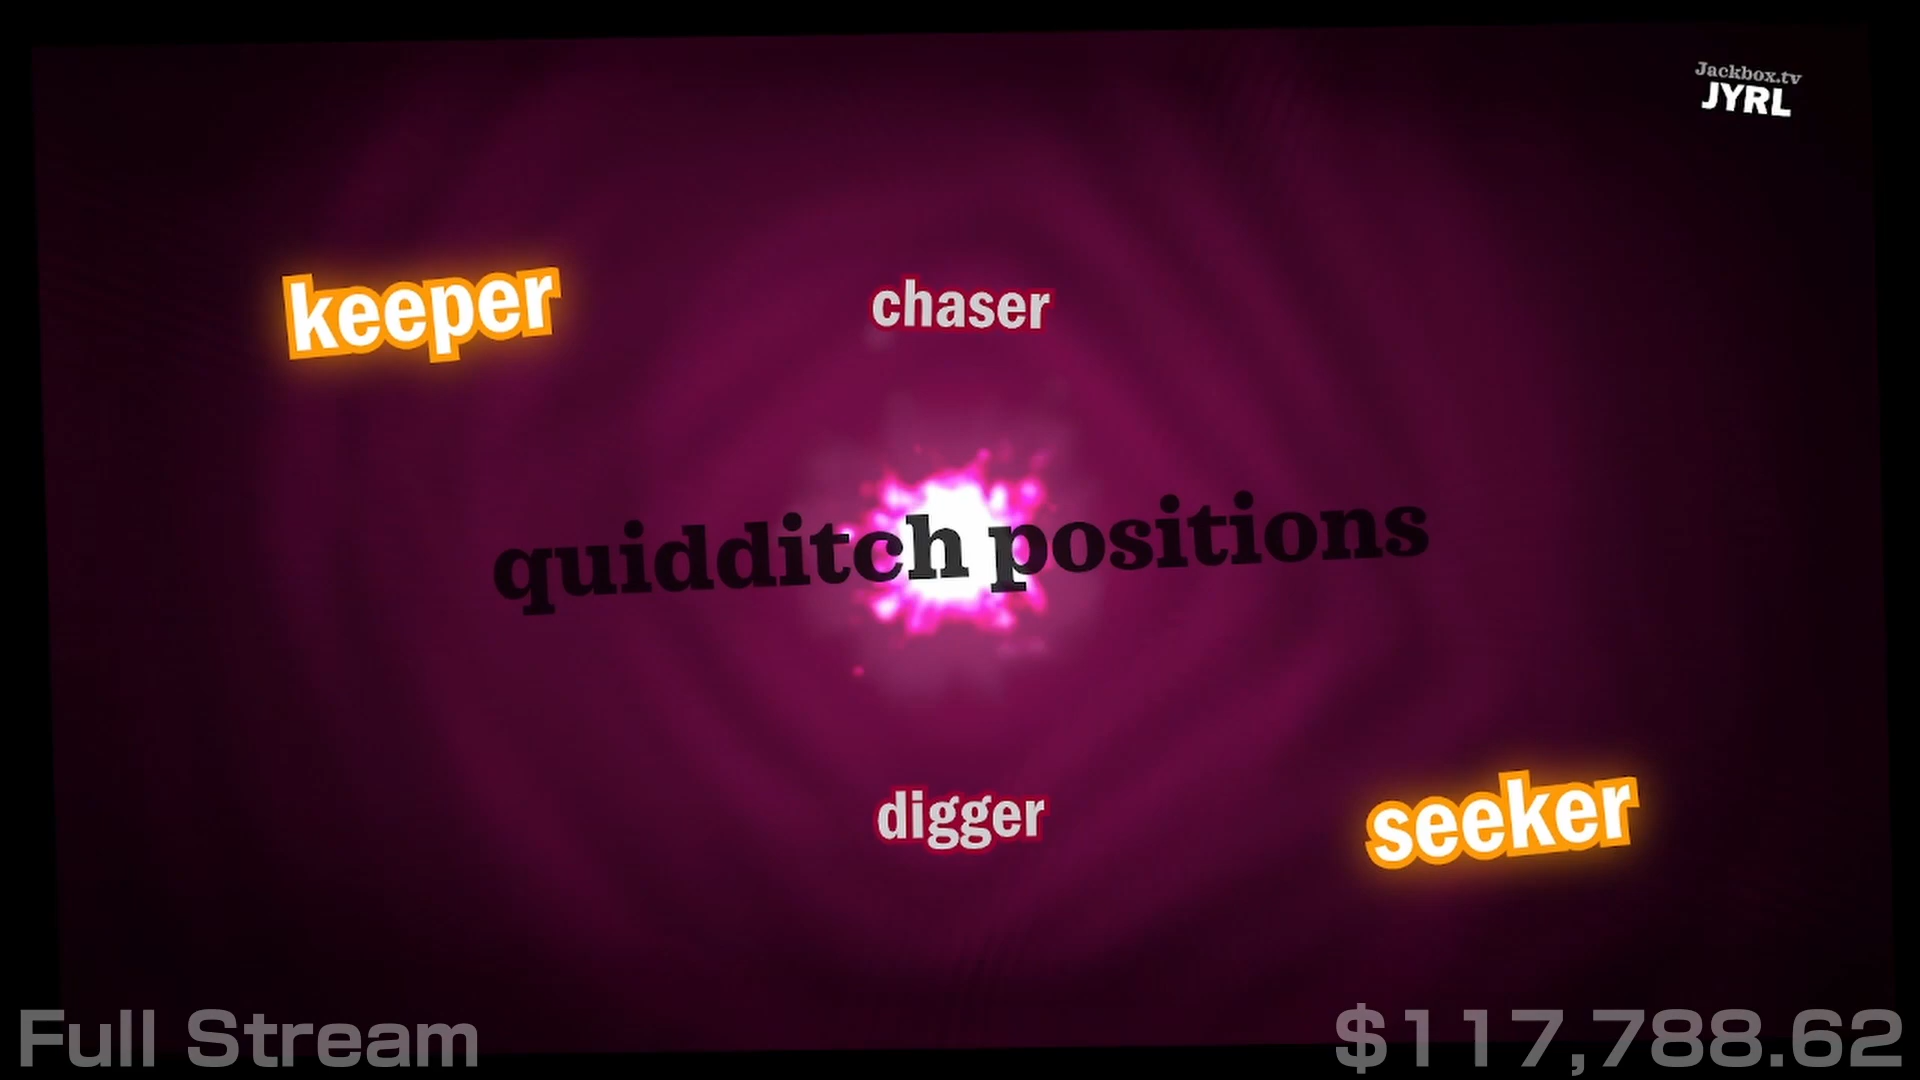 Jackbox.tv
JYRL
keeper
chaser
quidditch positions
digger
seeker
Full Stream
$117,788.62